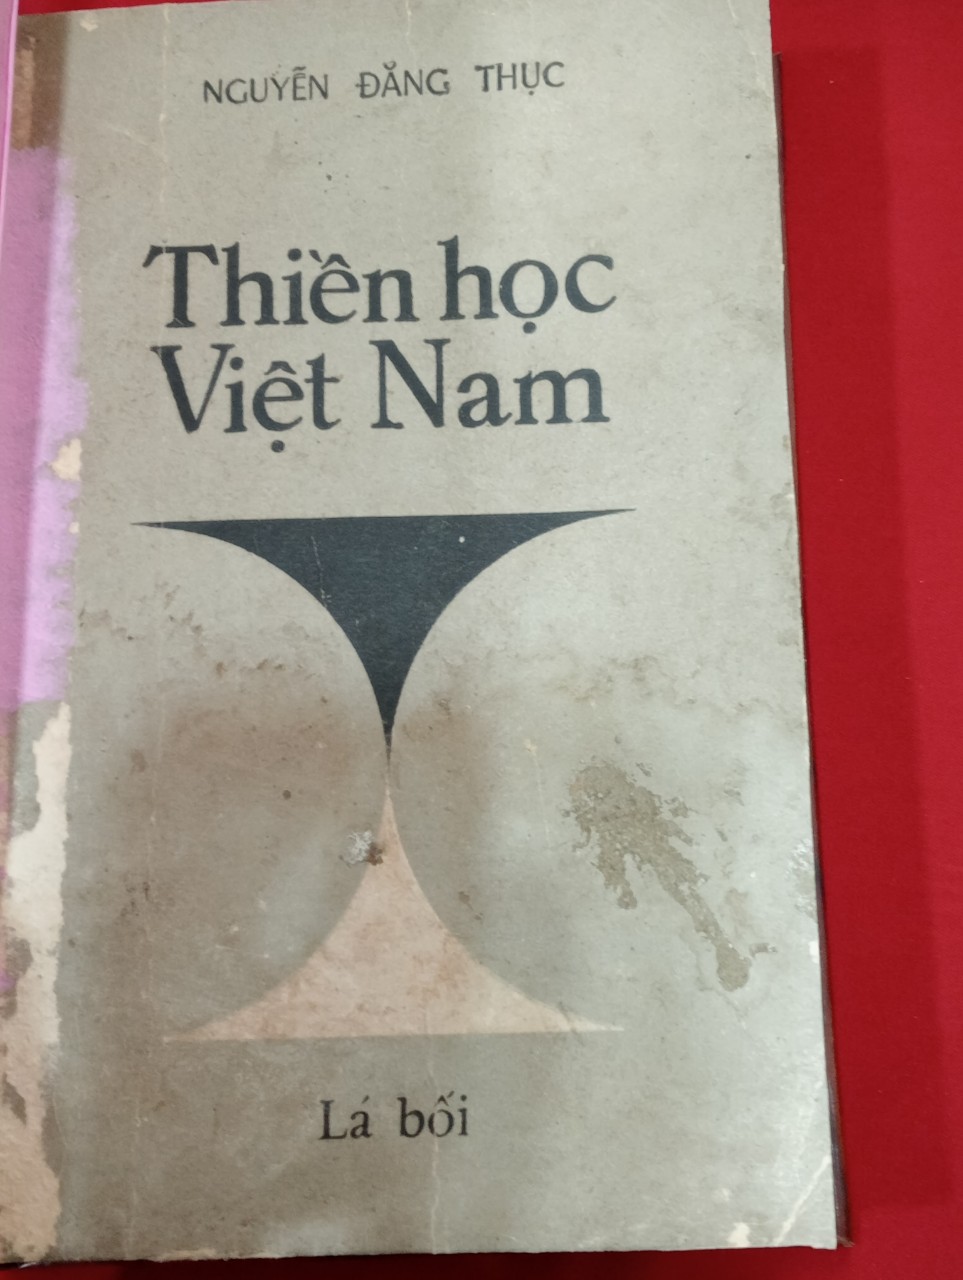 NGUYỄN ĐĂNG THỤC
Thiền học
Việt Nam
Lá bối